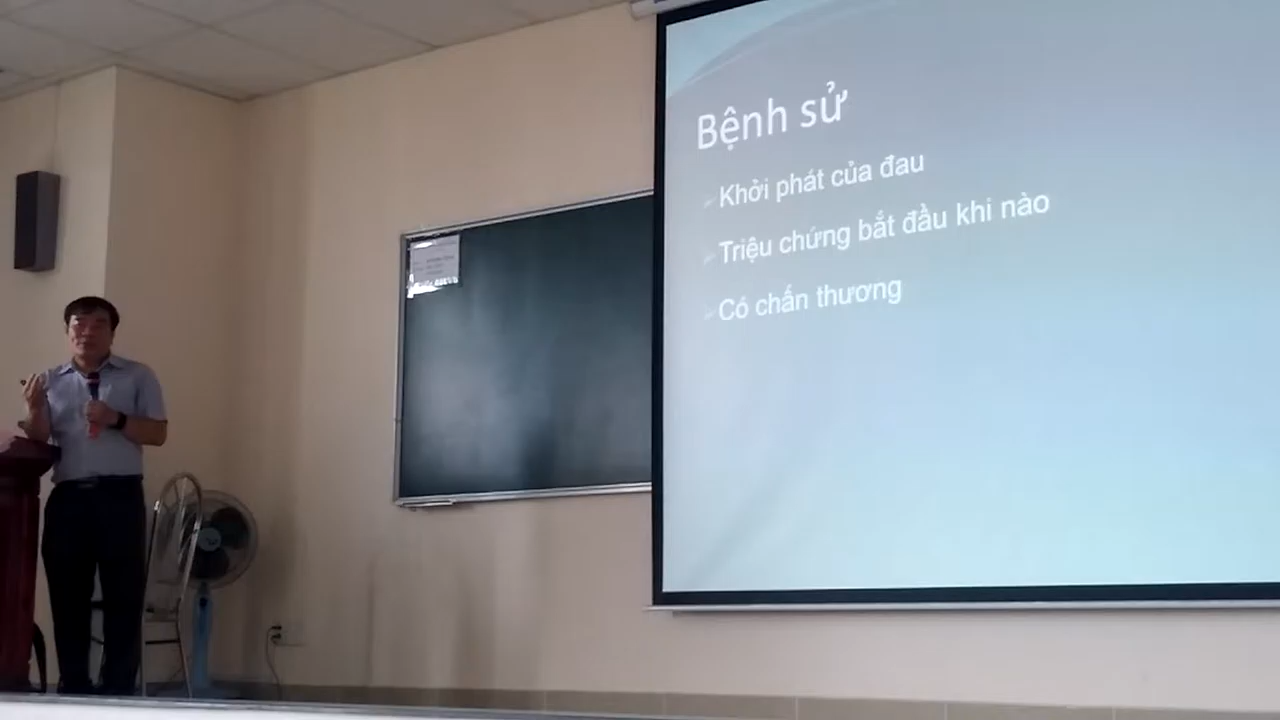 Bệnh sử
Khởi phát của đau
Triệu chứng bắt đầu khi nào
Có chấn thương